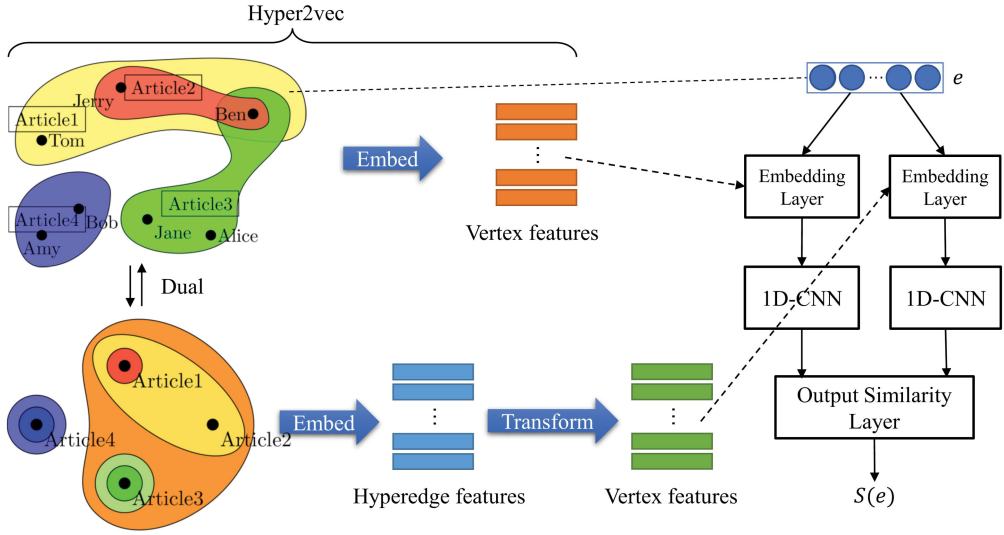 Hyper2vec
Article2
Jerry
Article1
Ben
Tom
Embed
Article3
Article4
Bob
Jane
Alice
Amy
Vertex features
Dual
e
Embedding
Layer
Embedding
Layer
1D-CNN
1D-CNN
Article1
Article2
Article4
Article3
Embed
Transform
Hyperedge features
Vertex features
Output Similarity
Layer
S(e)